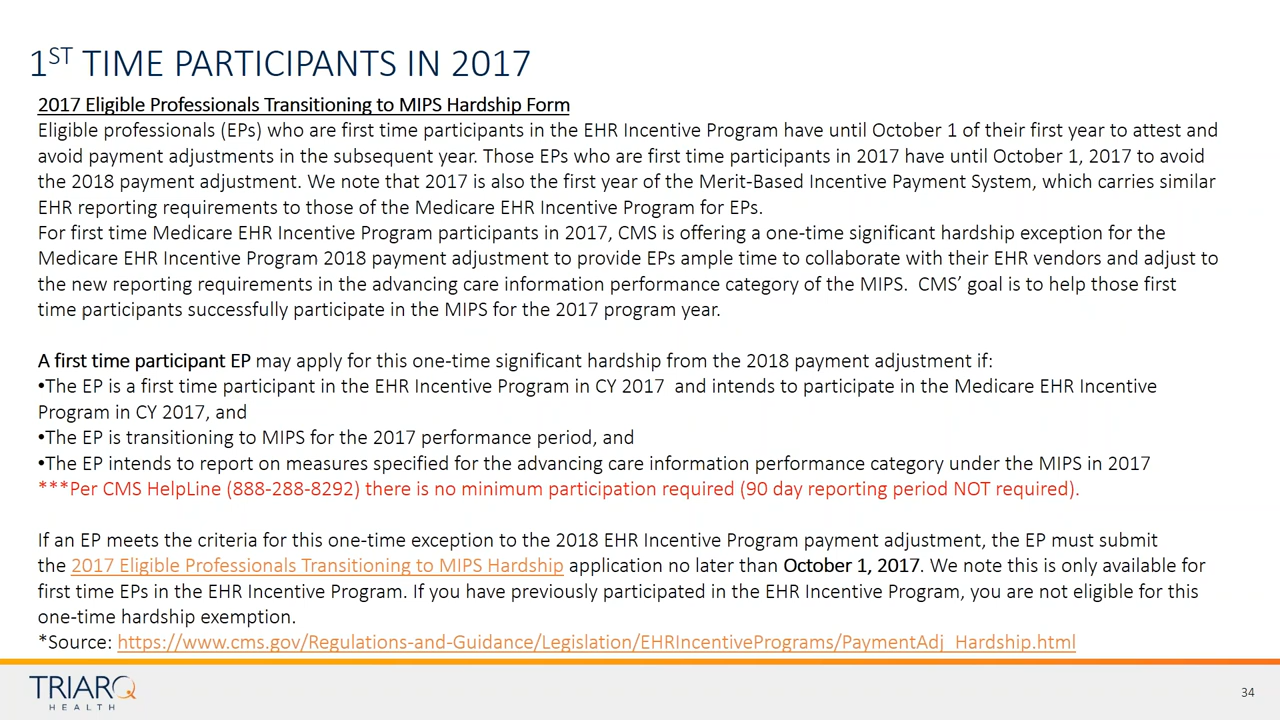 1ST TIME PARTICIPANTS IN 2017
2017 Eligible Professionals Transitioning to MIPS Hardship Form
Eligible professionals (EPs) who are first time participants in the EHR Incentive Program have until October 1 of their first year to attest and
avoid payment adjustments in the subsequent year. Those EPs who are first time participants in 2017 have until October 1, 2017 to avoid
the 2018 payment adjustment. We note that 2017 is also the first year of the Merit-Based Incentive Payment System, which carries similar
EHR reporting requirements to those of the Medicare EHR Incentive Program for EPs.
For first time Medicare EHR Incentive Program participants in 2017, CMS is offering a one-time significant hardship exception for the
Medicare EHR Incentive Program 2018 payment adjustment to provide EPs ample time to collaborate with their EHR vendors and adjust to
the new reporting requirements in the advancing care information performance category of the MIPS.  CMS’ goal is to help those first
time participants successfully participate in the MIPS for the 2017 program year.
A first time participant EP may apply for this one-time significant hardship from the 2018 payment adjustment if:
•The EP is a first time participant in the EHR Incentive Program in CY 2017  and intends to participate in the Medicare EHR Incentive
Program in CY 2017, and
•The EP is transitioning to MIPS for the 2017 performance period, and
•The EP intends to report on measures specified for the advancing care information performance category under the MIPS in 2017
***Per CMS HelpLine (888-288-8292) there is no minimum participation required (90 day reporting period NOT required).
If an EP meets the criteria for this one-time exception to the 2018 EHR Incentive Program payment adjustment, the EP must submit
the 2017 Eligible Professionals Transitioning to MIPS Hardship application no later than October 1, 2017. We note this is only available for
first time EPs in the EHR Incentive Program. If you have previously participated in the EHR Incentive Program, you are not eligible for this
one-time hardship exemption.
*Source: https://www.cms.gov/Regulations-and-Guidance/Legislation/EHRIncentivePrograms/PaymentAdj_Hardship.html
TRIARQ
HEALTH
34